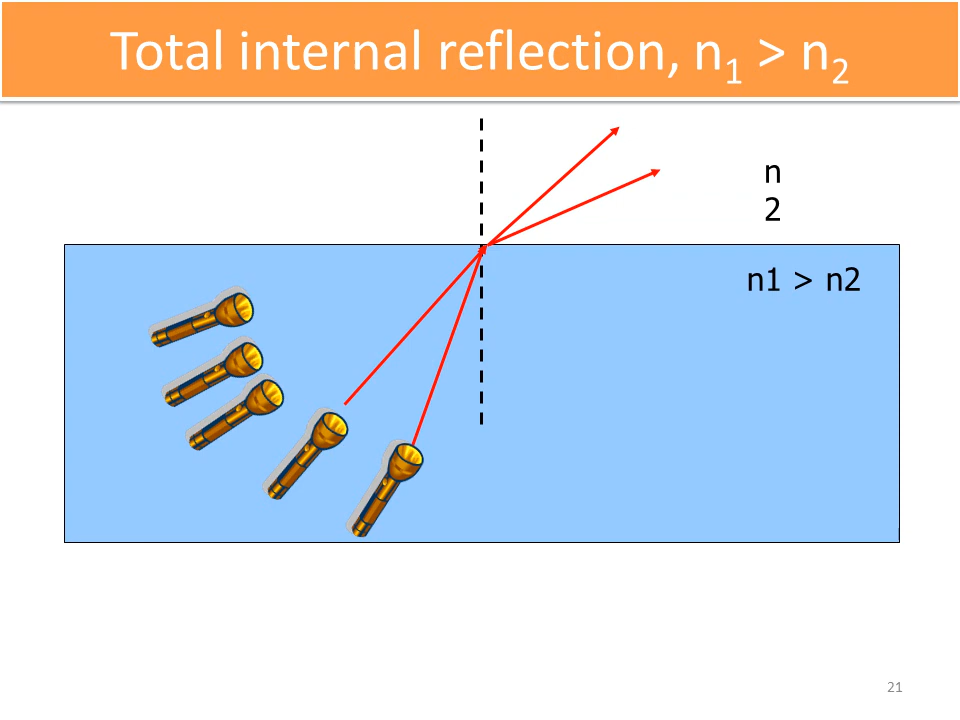 Total internal reflection, n₁ > n₂
n
2
n1 > n2
21